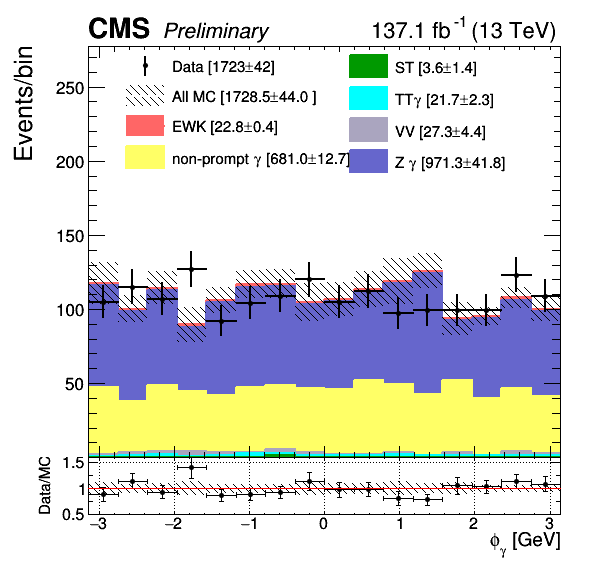 CMS Preliminary 137.1 fb⁻¹ (13 TeV)
Events/bin
Data [1723±42]
All MC [1728.5±44.0 ]
EWK [22.8±0.4]
non-prompt γ [681.0±12.7]
ST [3.6±1.4]
TTγ [21.7±2.3]
VV [27.3±4.4]
Z γ [971.3±41.8]
250
200
150
100
50
Data/MC
1.5
1
0.5
−3 −2 −1 0 1 2 3
ϕγ [GeV]